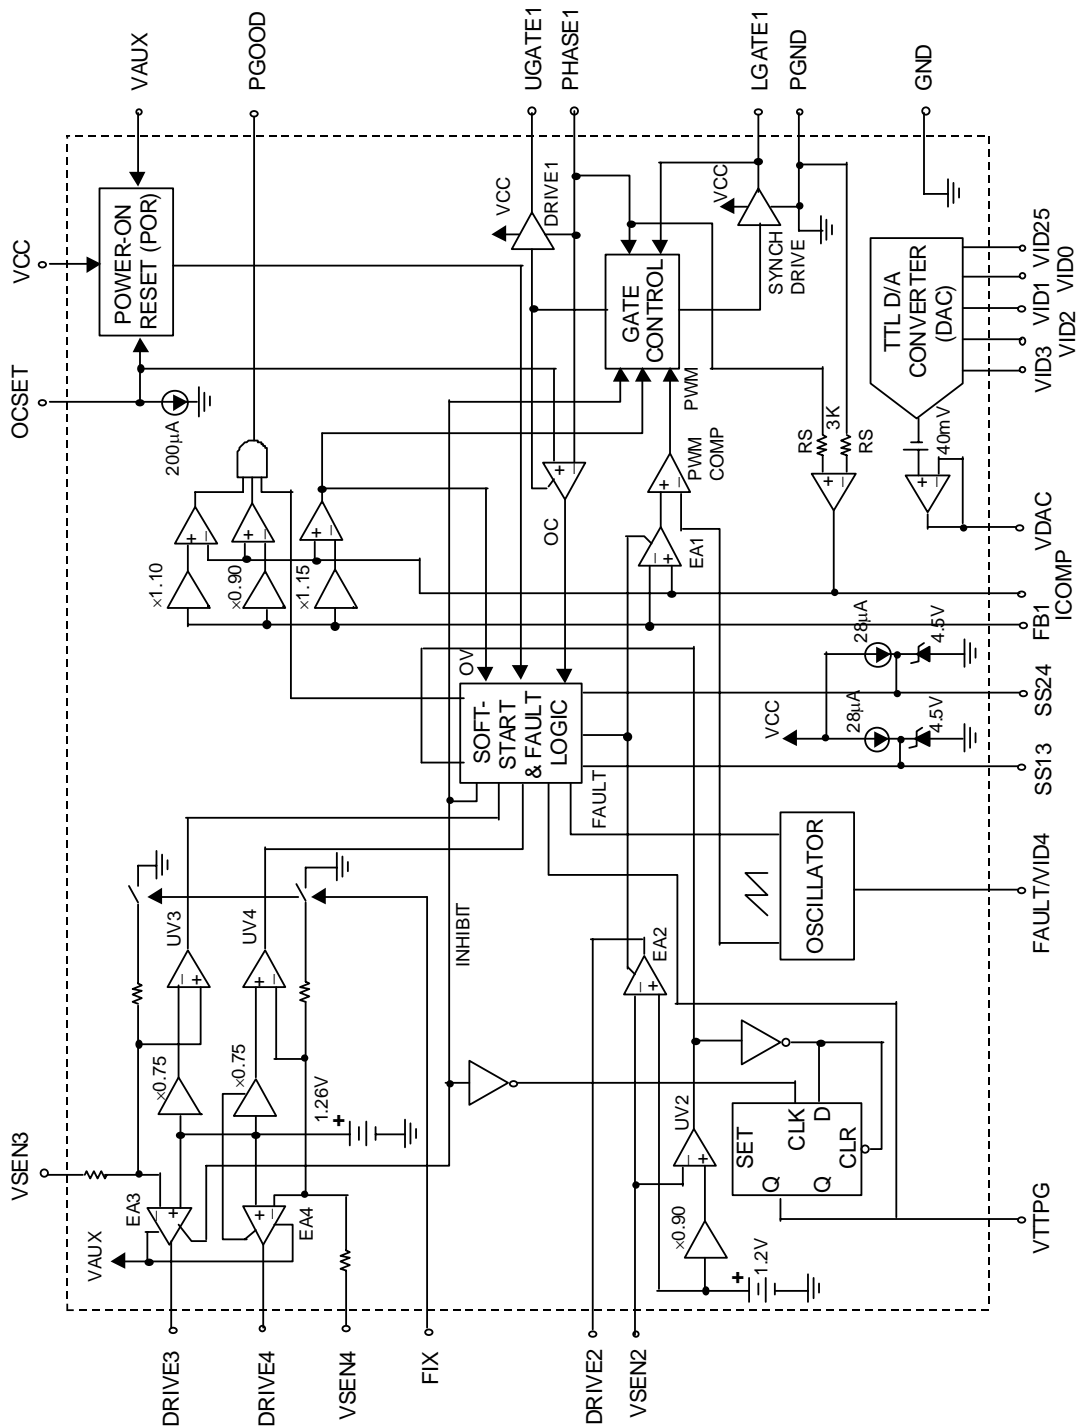 VSEN3
OCSET
VCC
VAUX
PGOOD
UGATE1
PHASE1
LGATE1
PGND
GND
DRIVE3
DRIVE4
VSEN4
FIX
DRIVE2
VSEN2
VTTPG
FAULT/VID4
SS13
SS24
FB1
ICOMP
VDAC
VID3
VID2
VID1
VID0
VID25
POWER-ON
RESET (POR)
200µA
×1.10
×0.90
×1.15
+
−
+
−
+
−
VCC
DRIVE1
GATE
CONTROL
VCC
SYNCH
DRIVE
PWM
PWM
COMP
+
−
OC
+
−
EA1
−
+
+
RS
3K
RS
+
−
TTL D/A
CONVERTER
(DAC)
40mV
+
−
OV
SOFT-
START
& FAULT
LOGIC
FAULT
INHIBIT
VCC
28µA
4.5V
28µA
4.5V
OSCILLATOR
UV3
−
+
UV4
+
−
×0.75
×0.75
1.26V
+
EA3
−
+
EA4
+
−
VAUX
EA2
−
+
UV2
−
+
×0.90
1.2V
+
SET
Q
CLK
D
Q
CLR